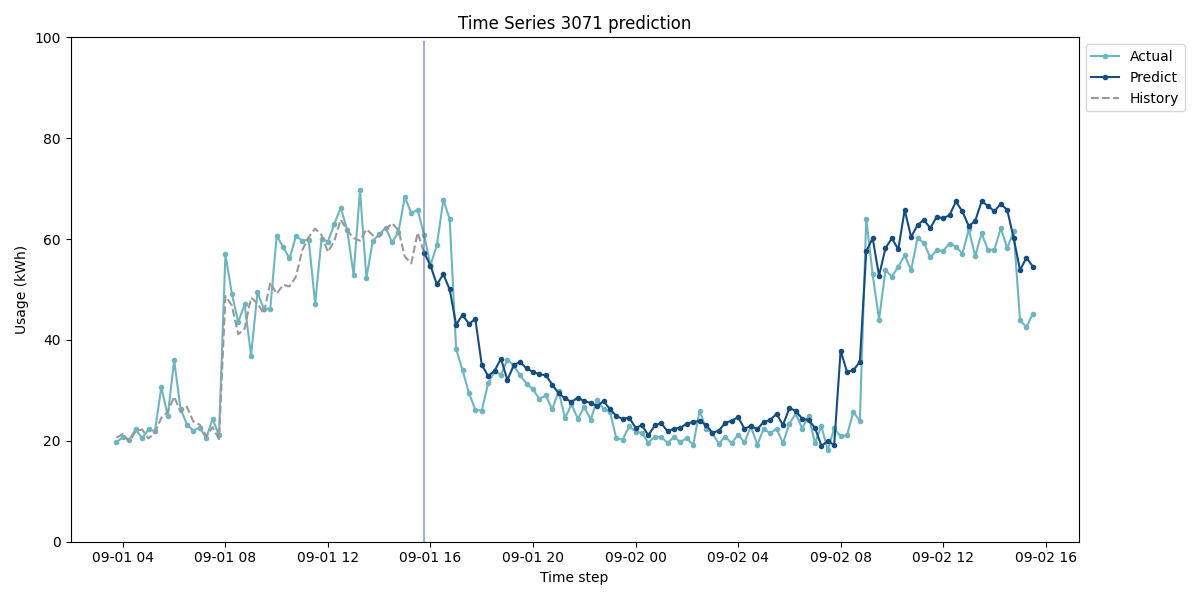 Time Series 3071 prediction
100
80
60
40
20
0
Usage (kWh)
09-01 04
09-01 08
09-01 12
09-01 16
09-01 20
09-02 00
09-02 04
09-02 08
09-02 12
09-02 16
Time step
Actual
Predict
History